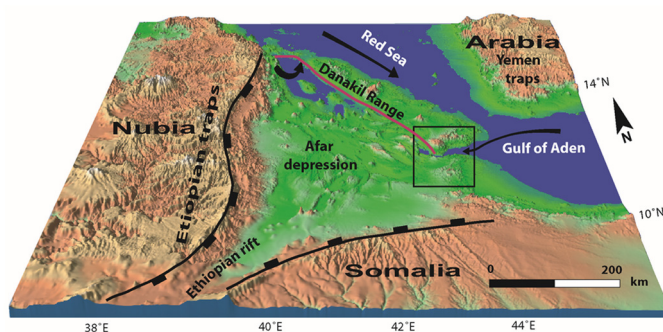 Red Sea
Arabia
Yemen
traps
14°N
Danakil Range
Nubia
Etiopian traps
N
Afar
depression
Gulf of Aden
10°N
Ethiopian rift
Somalia
0
200
km
38°E
40°E
42°E
44°E